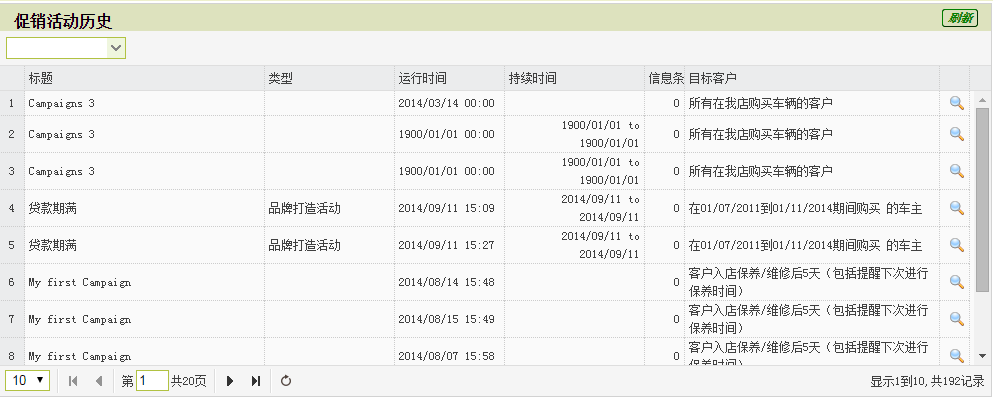 促销活动历史
刷新
标题 类型 运行时间 持续时间 信息条 目标客户
1 Campaigns 3 2014/03/14 00:00 0 所有在我店购买车辆的客户
2 Campaigns 3 1900/01/01 00:00 1900/01/01 to 1900/01/01 0 所有在我店购买车辆的客户
3 Campaigns 3 1900/01/01 00:00 1900/01/01 to 1900/01/01 0 所有在我店购买车辆的客户
4 贷款期满 品牌打造活动 2014/09/11 15:09 2014/09/11 to 2014/09/11 0 在01/07/2011到01/11/2014期间购买 的车主
5 贷款期满 品牌打造活动 2014/09/11 15:27 2014/09/11 to 2014/09/11 0 在01/07/2011到01/11/2014期间购买 的车主
6 My first Campaign 2014/08/14 15:48 0 客户入店保养/维修后5天（包括提醒下次进行保养时间）
7 My first Campaign 2014/08/15 15:49 0 客户入店保养/维修后5天（包括提醒下次进行保养时间）
8 My first Campaign 2014/08/07 15:58 0 客户入店保养/维修后5天（包括提醒下次进行保养时间）
10 第 1 共20页 显示1到10, 共192记录